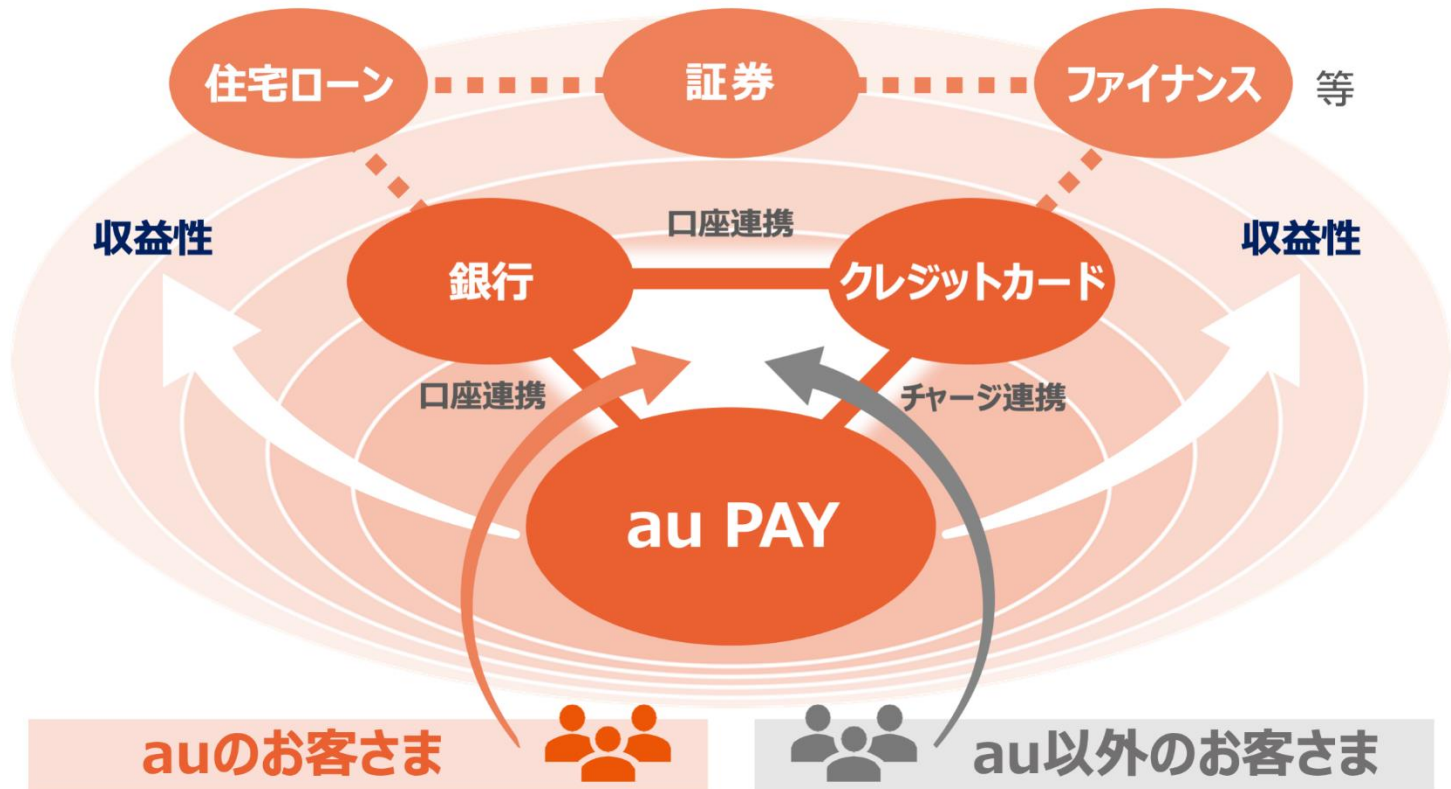 住宅ローン
証券
ファイナンス
等
収益性
口座連携
収益性
銀行
クレジットカード
口座連携
チャージ連携
au PAY
auのお客さま
au以外のお客さま